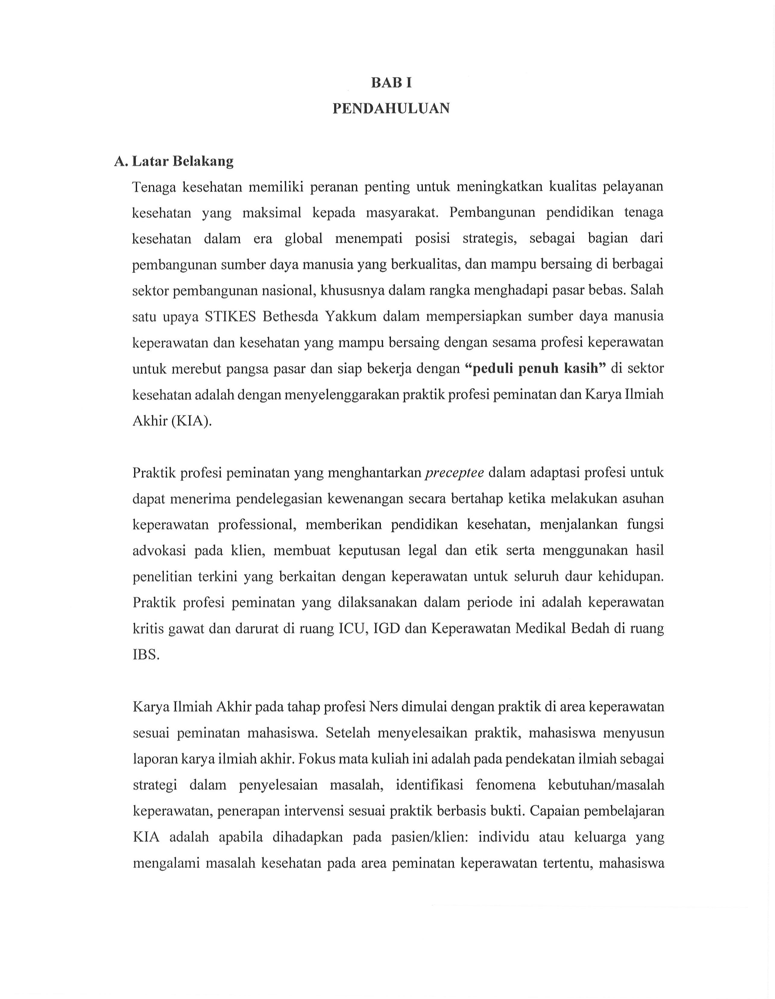 BAB I
PENDAHULUAN
A. Latar Belakang
Tenaga kesehatan memiliki peranan penting untuk meningkatkan kualitas pelayanan
kesehatan yang maksimal kepada masyarakat. Pembangunan pendidikan tenaga
kesehatan dalam era global menempati posisi strategis, sebagai bagian dari
pembangunan sumber daya manusia yang berkualitas, dan mampu bersaing di berbagai
sektor pembangunan nasional, khususnya dalam rangka menghadapi pasar bebas. Salah
satu upaya STIKES Bethesda Yakkum dalam mempersiapkan sumber daya manusia
keperawatan dan kesehatan yang mampu bersaing dengan sesama profesi keperawatan
untuk merebut pangsa pasar dan siap bekerja dengan “peduli penuh kasih” di sektor
kesehatan adalah dengan menyelenggarakan praktik profesi peminatan dan Karya Ilmiah
Akhir (KIA).
Praktik profesi peminatan yang menghantarkan preceptee dalam adaptasi profesi untuk
dapat menerima pendelegasian kewenangan secara bertahap ketika melakukan asuhan
keperawatan professional, memberikan pendidikan kesehatan, menjalankan fungsi
advokasi pada klien, membuat keputusan legal dan etik serta menggunakan hasil
penelitian terkini yang berkaitan dengan keperawatan untuk seluruh daur kehidupan.
Praktik profesi peminatan yang dilaksanakan dalam periode ini adalah keperawatan
kritis gawat dan darurat di ruang ICU, IGD dan Keperawatan Medikal Bedah di ruang
IBS.
Karya Ilmiah Akhir pada tahap profesi Ners dimulai dengan praktik di area keperawatan
sesuai peminatan mahasiswa. Setelah menyelesaikan praktik, mahasiswa menyusun
laporan karya ilmiah akhir. Fokus mata kuliah ini adalah pada pendekatan ilmiah sebagai
strategi dalam penyelesaian masalah, identifikasi fenomena kebutuhan/masalah
keperawatan, penerapan intervensi sesuai praktik berbasis bukti. Capaian pembelajaran
KIA adalah apabila dihadapkan pada pasien/klien: individu atau keluarga yang
mengalami masalah kesehatan pada area peminatan keperawatan tertentu, mahasiswa